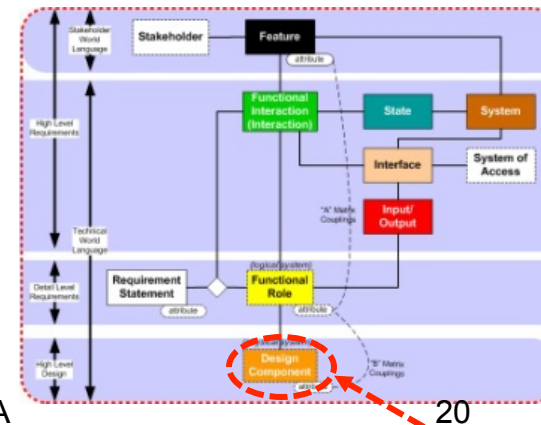 Stakeholder
World
Language
Stakeholder
Feature
attribute
High Level
Requirements
Functional
Interaction
(Interaction)
State
System
Interface
System of
Access
"A" Matrix
Couplings
Input/
Output
Technical
World
Language
Detail Level
Requirements
Requirement
Statement
attribute
(logical system)
Functional
Role
attribute
High Level
Design
Design
Component
"B" Matrix
Couplings
A
20